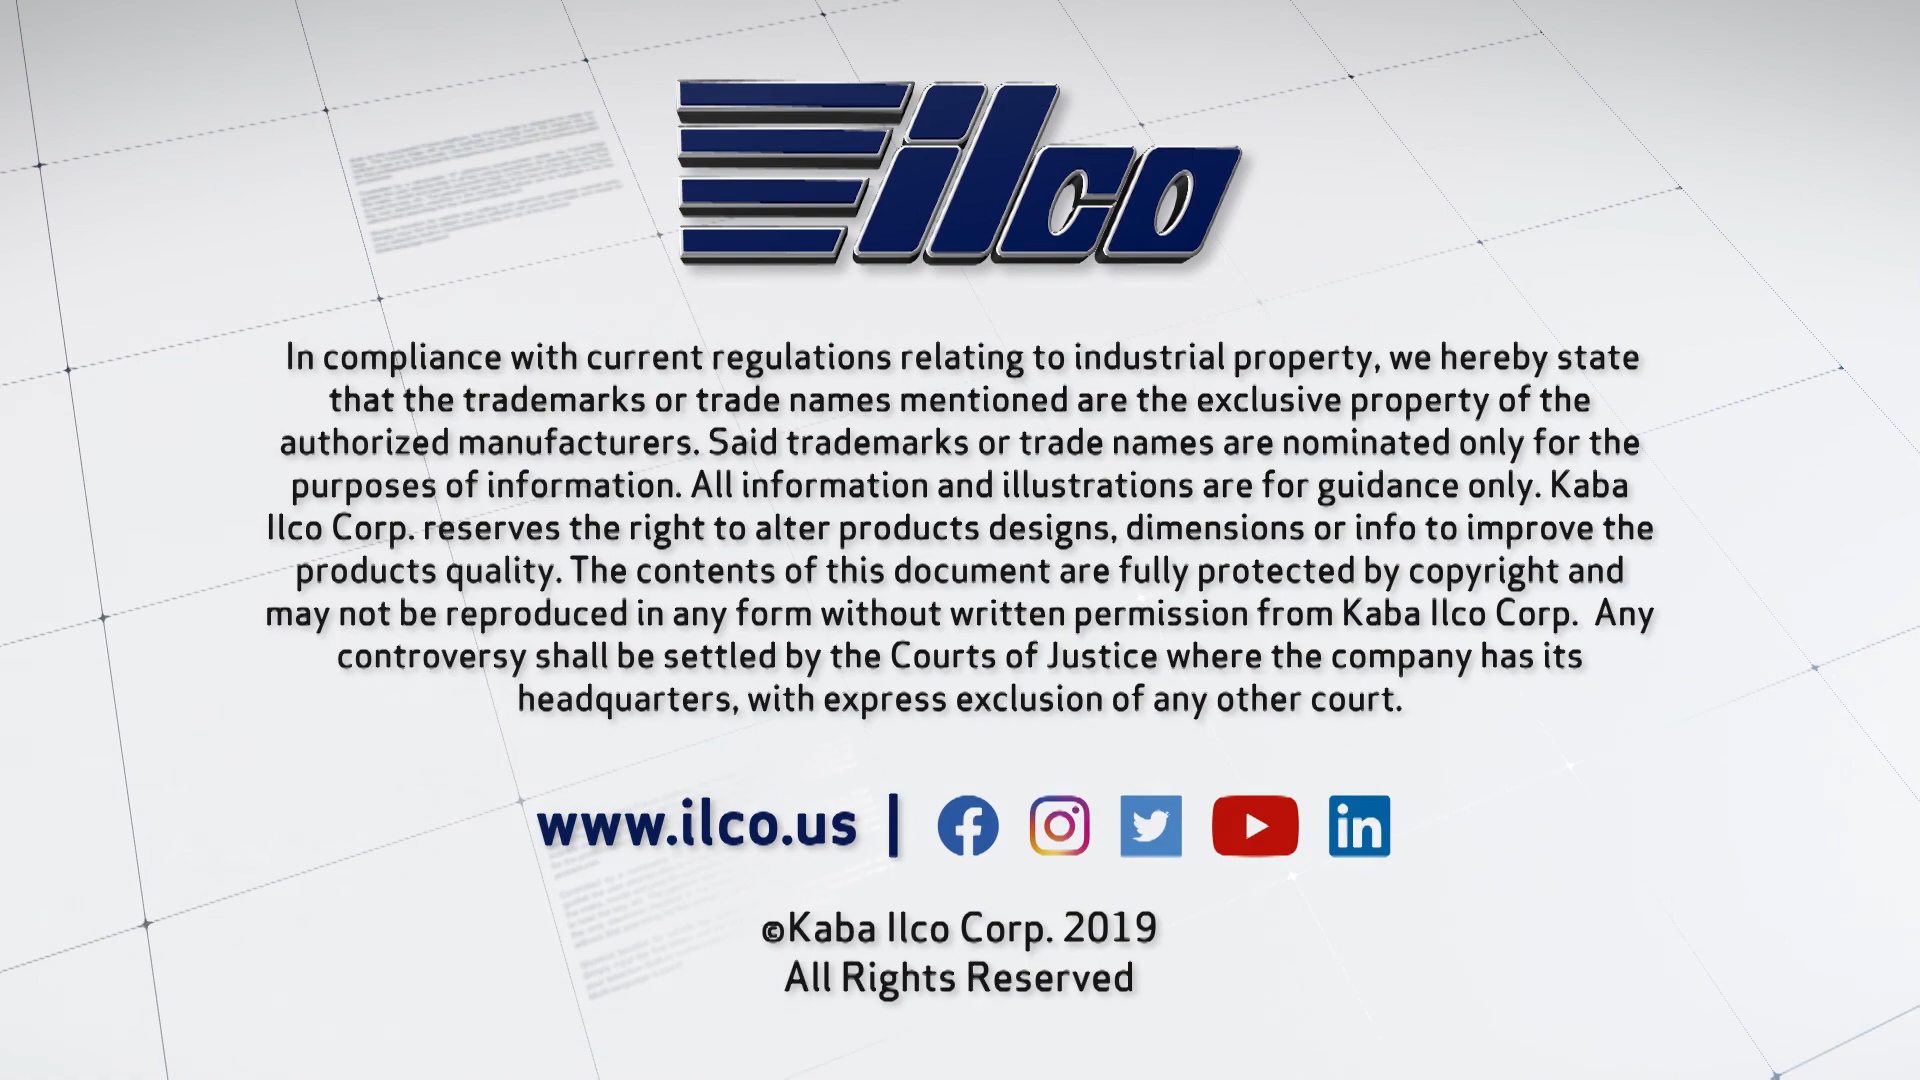 ilco
In compliance with current regulations relating to industrial property, we hereby state
that the trademarks or trade names mentioned are the exclusive property of the
authorized manufacturers. Said trademarks or trade names are nominated only for the
purposes of information. All information and illustrations are for guidance only. Kaba
Ilco Corp. reserves the right to alter products designs, dimensions or info to improve the
products quality. The contents of this document are fully protected by copyright and
may not be reproduced in any form without written permission from Kaba Ilco Corp.  Any
controversy shall be settled by the Courts of Justice where the company has its
headquarters, with express exclusion of any other court.
www.ilco.us |
©Kaba Ilco Corp. 2019
All Rights Reserved